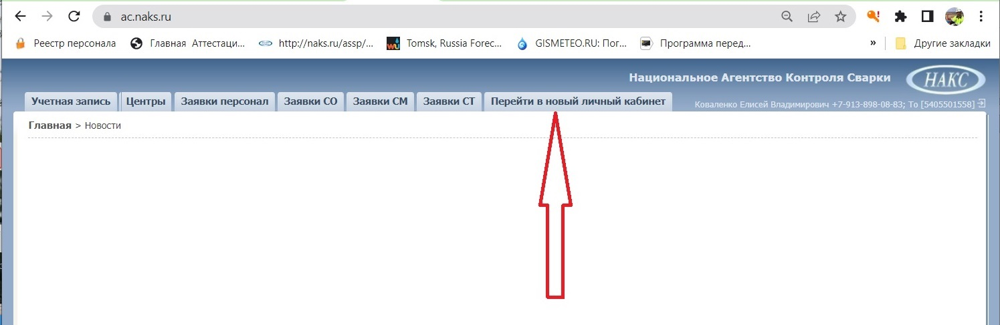 ac.naks.ru
Реестр персонала
Главная Аттестаци...
http://naks.ru/assp/...
wu
Tomsk, Russia Forec...
GISMETEO.RU: Пог...
Программа перед...
»
Другие закладки
Национальное Агентство Контроля Сварки
НАКС
Учетная запись
Центры
Заявки персонал
Заявки СО
Заявки СМ
Заявки СТ
Перейти в новый личный кабинет
Коваленко Елисей Владимирович +7-913-898-08-83; То [5405501558]
Главная > Новости